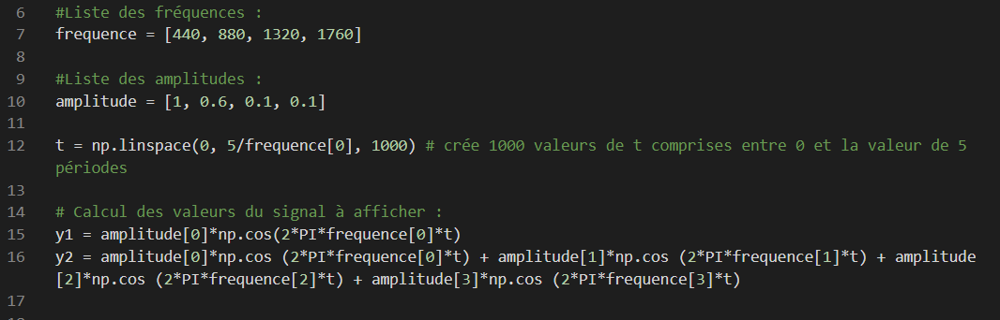 6 #Liste des fréquences :
7 frequence = [440, 880, 1320, 1760]
8
9 #Liste des amplitudes :
10 amplitude = [1, 0.6, 0.1, 0.1]
11
12 t = np.linspace(0, 5/frequence[0], 1000) # crée 1000 valeurs de t comprises entre 0 et la valeur de 5
périodes
13
14 # Calcul des valeurs du signal à afficher :
15 y1 = amplitude[0]*np.cos(2*PI*frequence[0]*t)
16 y2 = amplitude[0]*np.cos (2*PI*frequence[0]*t) + amplitude[1]*np.cos (2*PI*frequence[1]*t) + amplitude
[2]*np.cos (2*PI*frequence[2]*t) + amplitude[3]*np.cos (2*PI*frequence[3]*t)
17